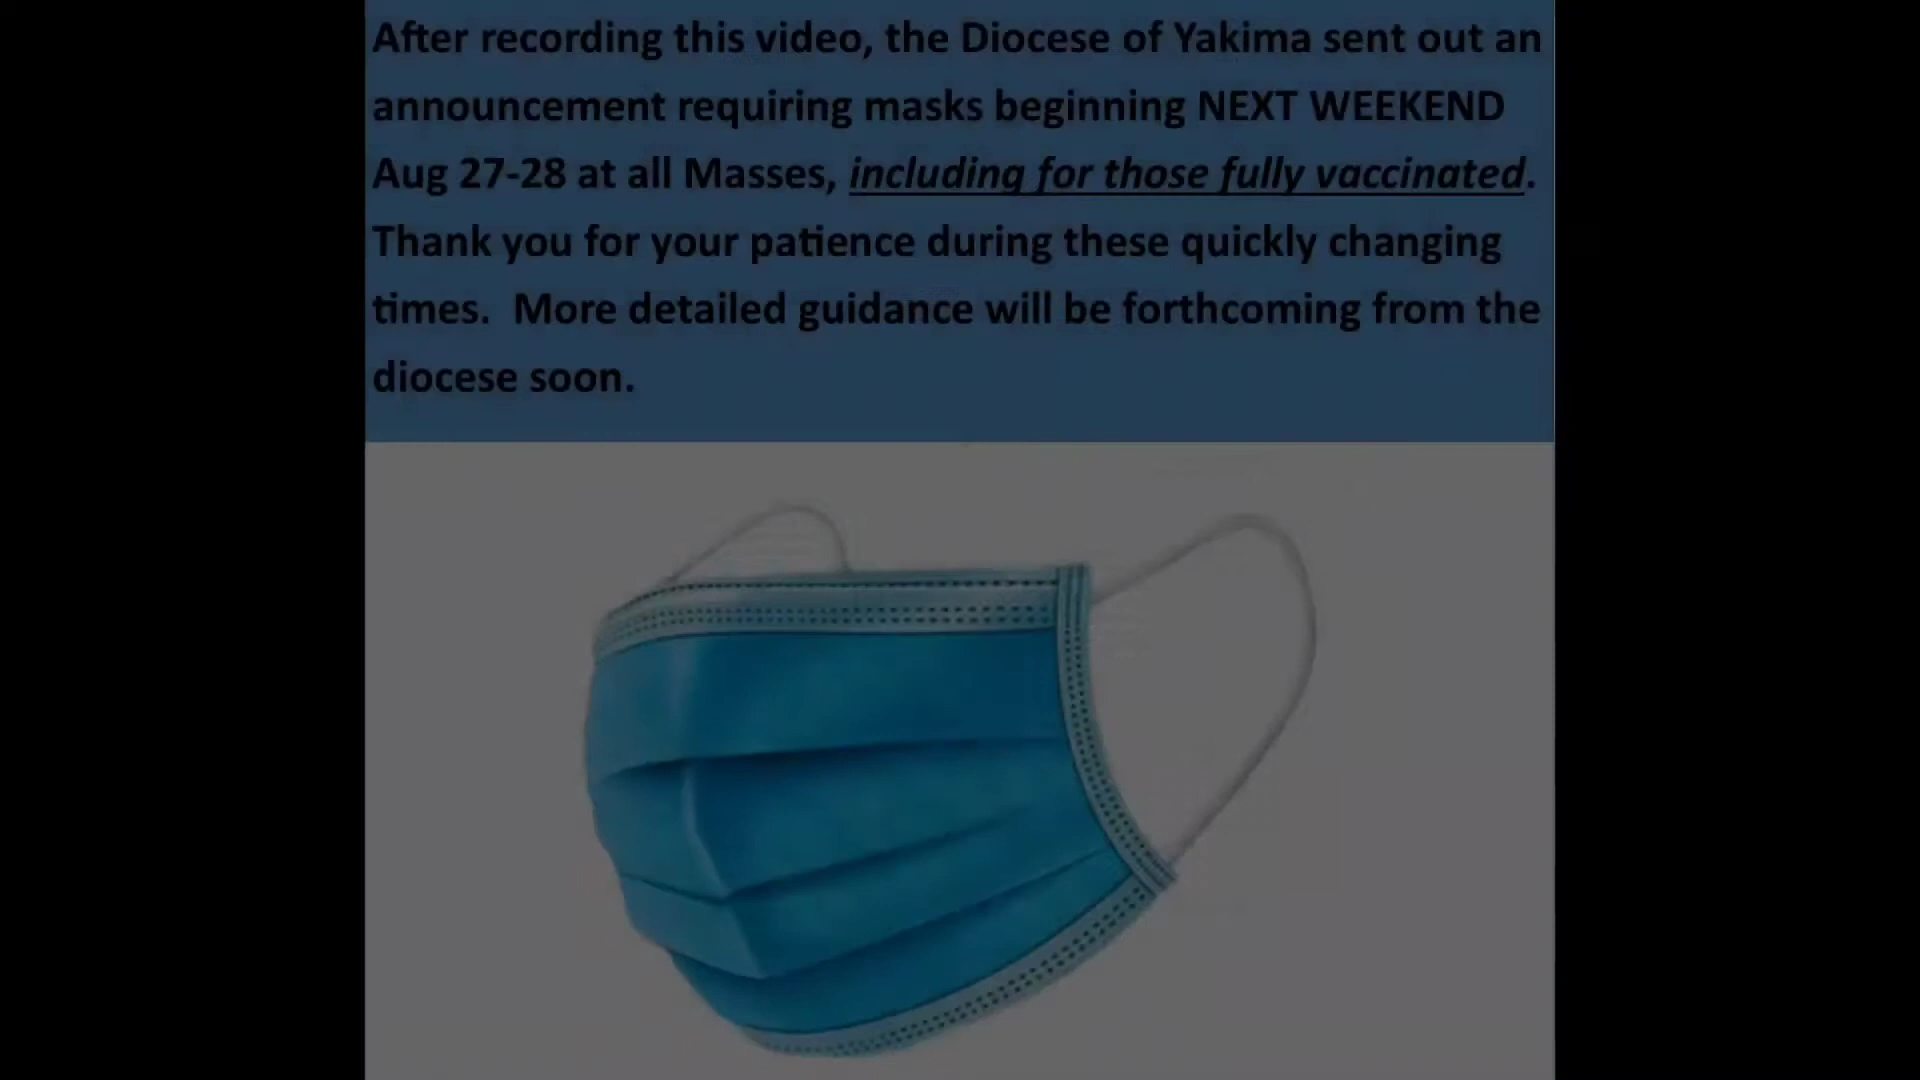 After recording this video, the Diocese of Yakima sent out an
announcement requiring masks beginning NEXT WEEKEND
Aug 27-28 at all Masses, including for those fully vaccinated.
Thank you for your patience during these quickly changing
times.  More detailed guidance will be forthcoming from the
diocese soon.